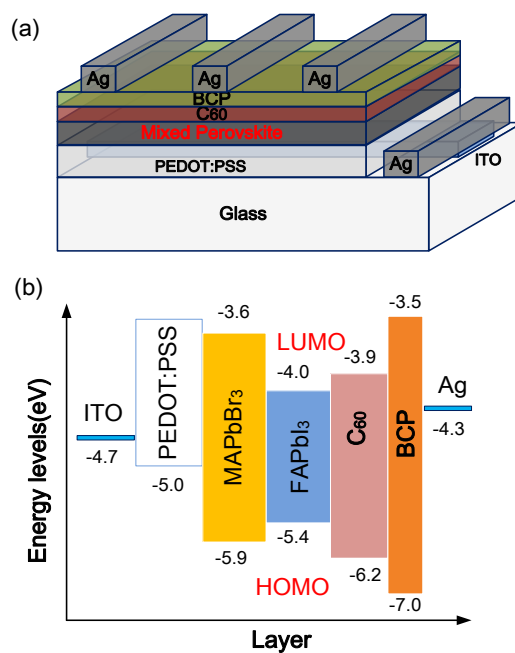 (a)
Ag Ag Ag
BCP
C60
Mixed Perovskite
PEDOT:PSS
Ag
ITO
Glass
(b)
Energy levels(eV)
-3.6
-3.5
LUMO
-3.9
-4.0
ITO
Ag
-4.7
-4.3
PEDOT:PSS
MAPbBr₃
FAPbI₃
C₆₀
BCP
-5.0
-5.4
-5.9
-6.2
HOMO
-7.0
Layer